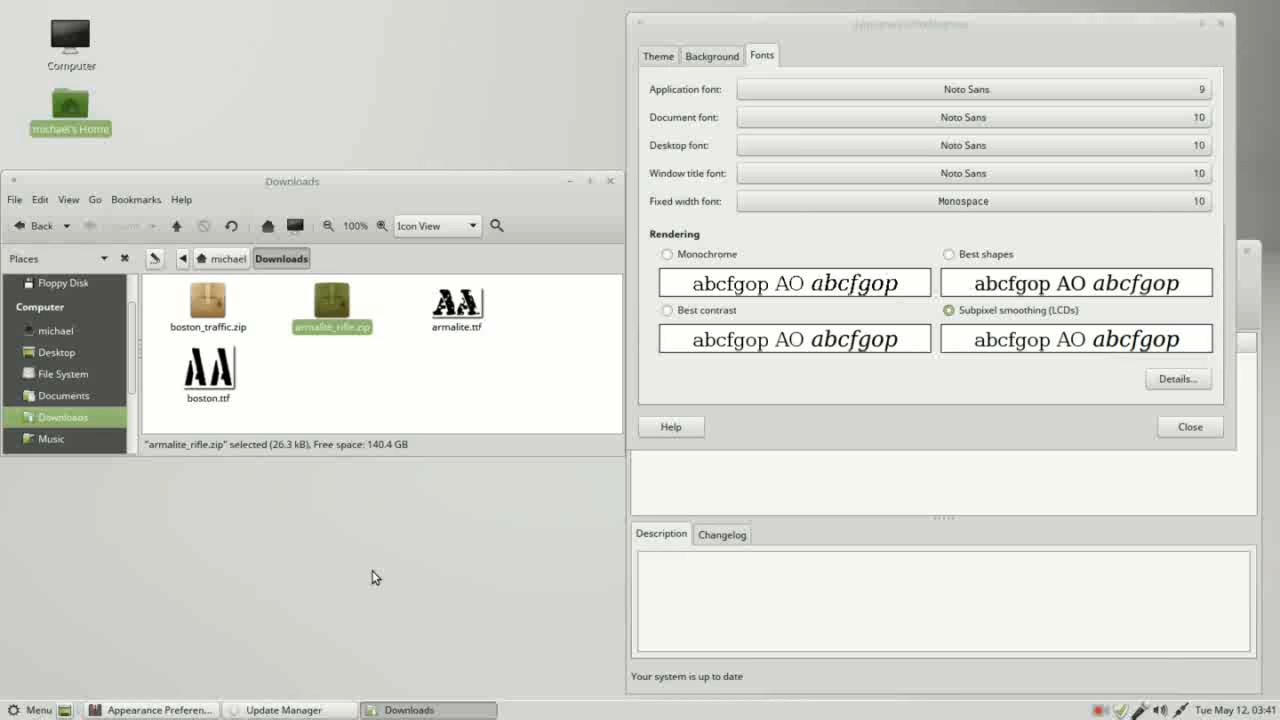 Computer
michael's Home
Downloads
File Edit View Go Bookmarks Help
Back 100% Icon View
Places michael Downloads
Floppy Disk
Computer
michael
Desktop
File System
Documents
Downloads
Music
boston_traffic.zip armalite_rifle.zip armalite.ttf
boston.ttf
"armalite_rifle.zip" selected (26.3 kB), Free space: 140.4 GB
Theme Background Fonts
Application font: Noto Sans 9
Document font: Noto Sans 10
Desktop font: Noto Sans 10
Window title font: Noto Sans 10
Fixed width font: Monospace 10
Rendering
Monochrome Best shapes
abcfgop AO abcfgop abcfgop AO abcfgop
Best contrast Subpixel smoothing (LCDs)
abcfgop AO abcfgop abcfgop AO abcfgop
Details...
Help Close
Description Changelog
Your system is up to date
Menu Appearance Preferen... Update Manager Downloads Tue May 12, 03:41